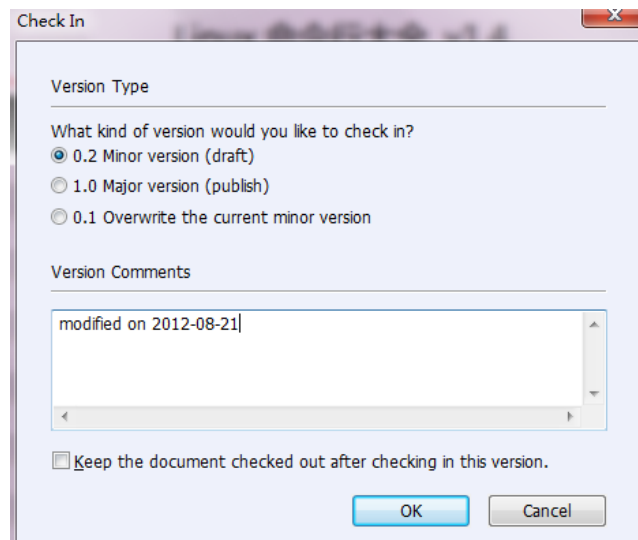 Check In
Version Type
What kind of version would you like to check in?
0.2 Minor version (draft)
1.0 Major version (publish)
0.1 Overwrite the current minor version
Version Comments
modified on 2012-08-21
Keep the document checked out after checking in this version.
OK
Cancel